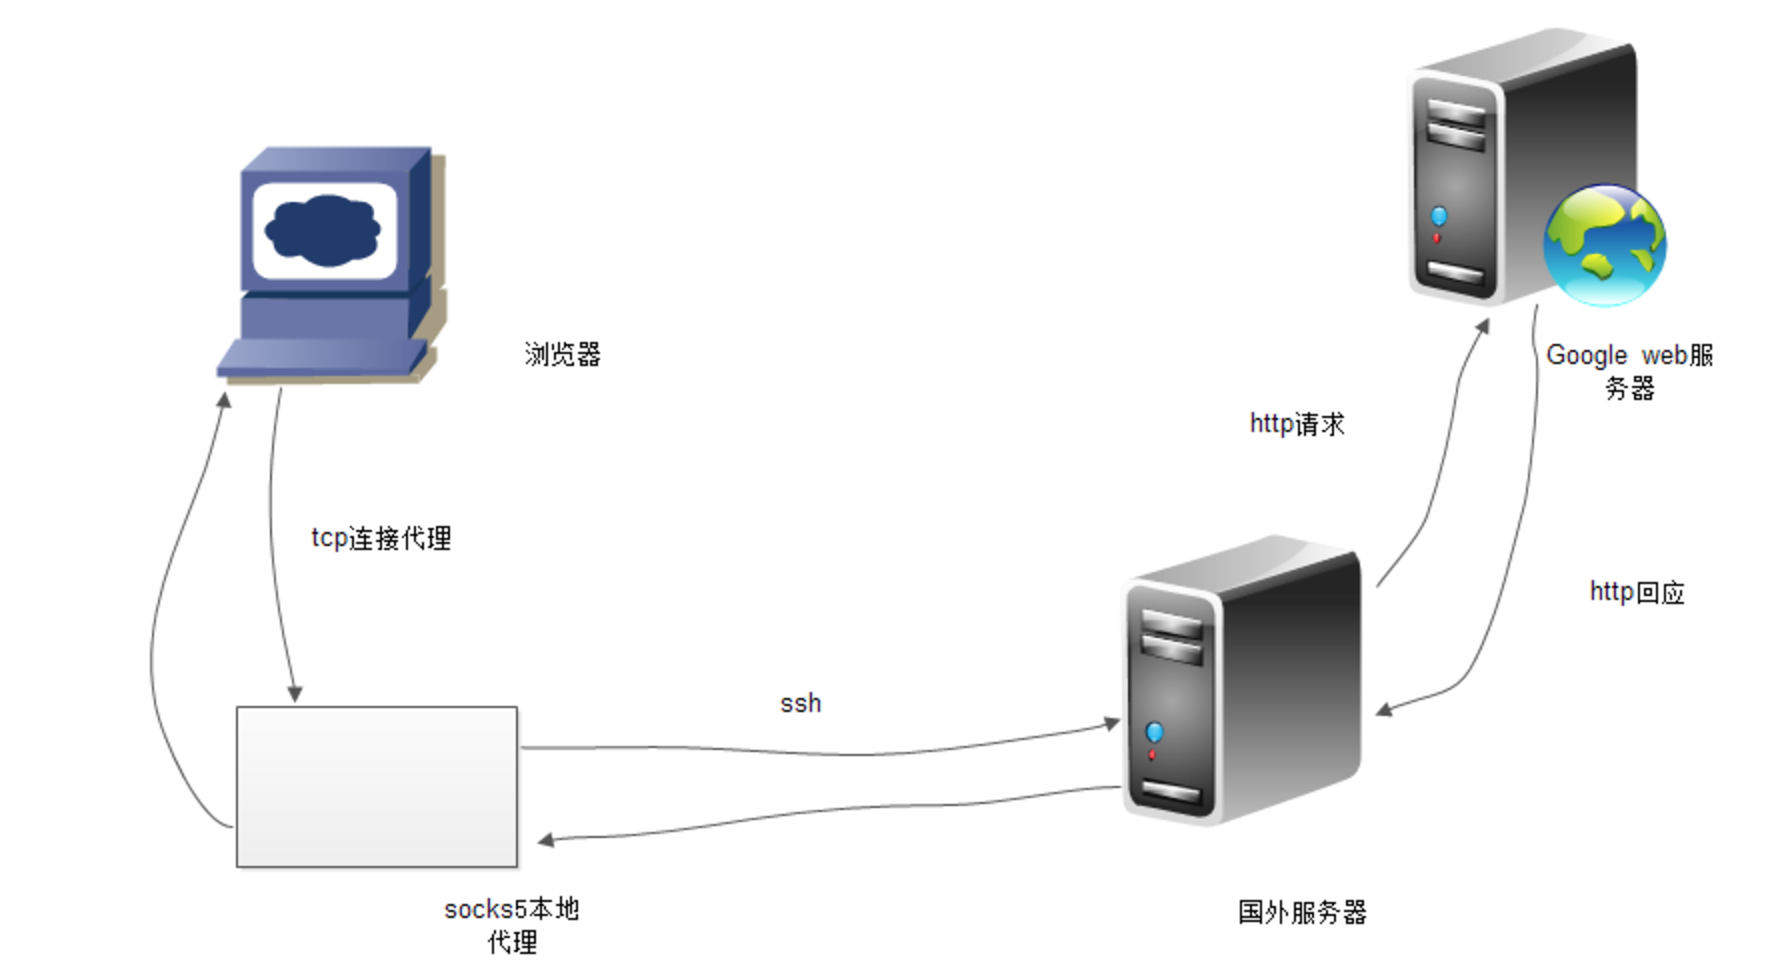 浏览器
Google web服
务器
http请求
tcp连接代理
http回应
ssh
socks5本地
代理
国外服务器